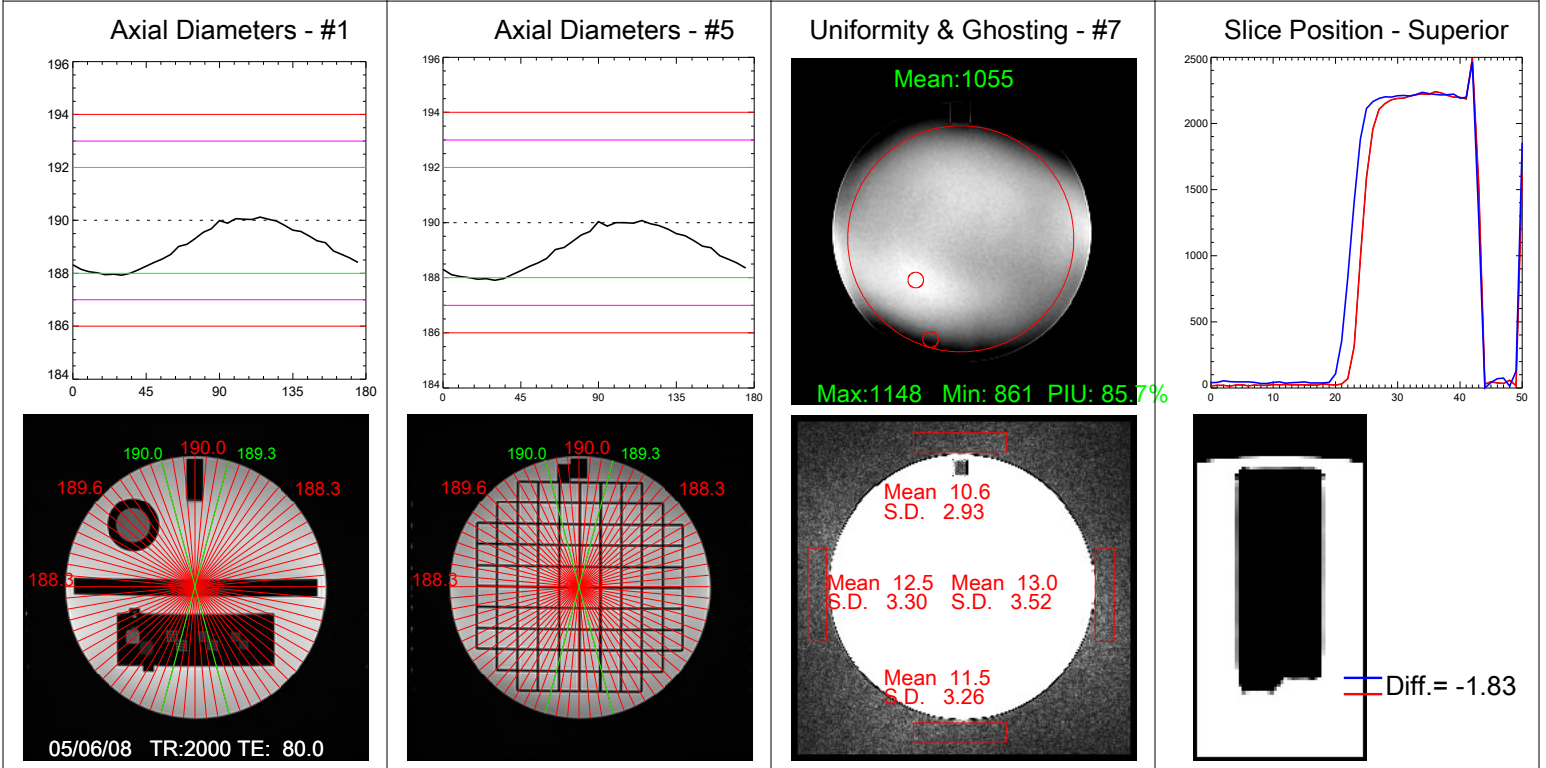 Axial Diameters - #1
196
194
192
190
188
186
184
0 45 90 135 180
190.0 190.0 189.3
189.6 188.3
188.3
05/06/08 TR:2000 TE: 80.0
Axial Diameters - #5
196
194
192
190
188
186
184
0 45 90 135 180
190.0 190.0 189.3
189.6 188.3
188.3
Uniformity & Ghosting - #7
Mean:1055
Max:1148 Min: 861 PIU: 85.7%
Mean 10.6
S.D. 2.93
Mean 12.5 Mean 13.0
S.D. 3.30 S.D. 3.52
Mean 11.5
S.D. 3.26
Slice Position - Superior
2500
2000
1500
1000
500
0
0 10 20 30 40 50
Diff.= -1.83